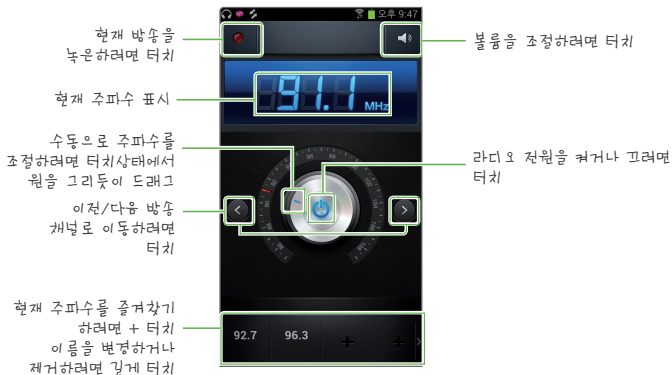 오후 9:47
현재 방송을
녹음하려면 터치
볼륨을 조절하려면 터치
현재 주파수 표시
91.1 MHz
수동으로 주파수를
조절하려면 터치상태에서
원을 그리듯이 드래그
라디오 전원을 켜거나 끄려면
터치
이전/다음 방송
채널로 이동하려면
터치
현재 주파수를 즐겨찾기
하려면 + 터치
이름을 변경하거나
제거하려면 길게 터치
92.7 96.3 + +